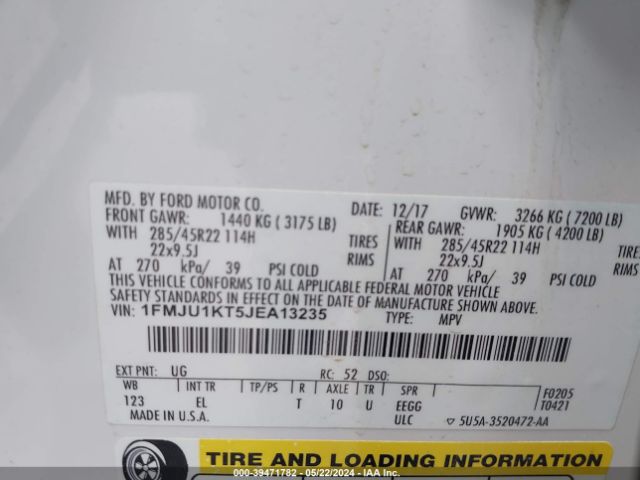 MFD. BY FORD MOTOR CO. DATE: 12/17 GVWR: 3266 KG ( 7200 LB)
FRONT GAWR: 1440 KG ( 3175 LB) REAR GAWR: 1905 KG ( 4200 LB)
WITH 285/45R22 114H TIRES WITH 285/45R22 114H TIRES
22x9.5J RIMS 22x9.5J RIMS
AT 270 kPa/ 39 PSI COLD AT 270 kPa/ 39 PSI COLD
THIS VEHICLE CONFORMS TO ALL APPLICABLE FEDERAL MOTOR VEHICLE
SAFETY STANDARDS IN EFFECT ON THE DATE OF MANUFACTURE SHOWN ABOVE.
VIN: 1FMJU1KT5JEA13235 TYPE: MPV
EXT PNT: UG RC: 52 DSO:
WB INT TR TP/PS R AXLE TR SPR F0205
123 EL T 10 U EEGG T0421
MADE IN U.S.A. ULC ▽ 5U5A-3520472-AA
TIRE AND LOADING INFORMATION
000-39471782 - 05/22/2024 - IAA Inc.